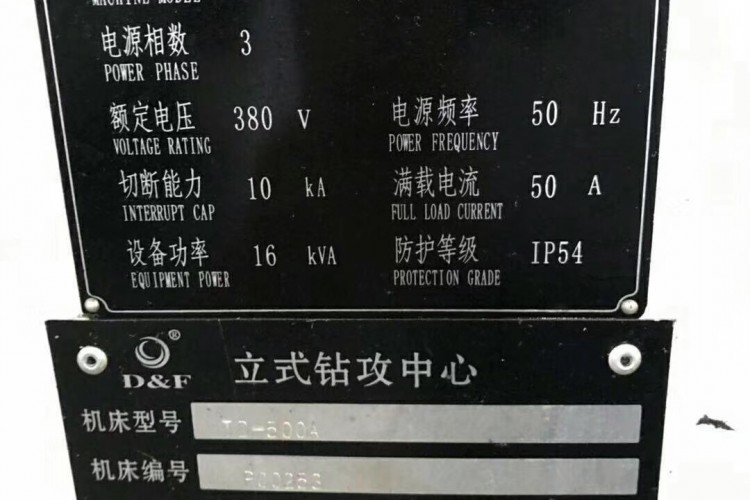 MACHINE MODEL
电源相数 3
POWER PHASE
额定电压 380 V 电源频率 50 Hz
VOLTAGE RATING POWER FREQUENCY
切断能力 10 kA 满载电流 50 A
INTERRUPT CAP FULL LOAD CURRENT
设备功率 16 kVA 防护等级 IP54
EQUIPMENT POWER PROTECTION GRADE
®
D&F 立式钻攻中心
机床型号
机床编号